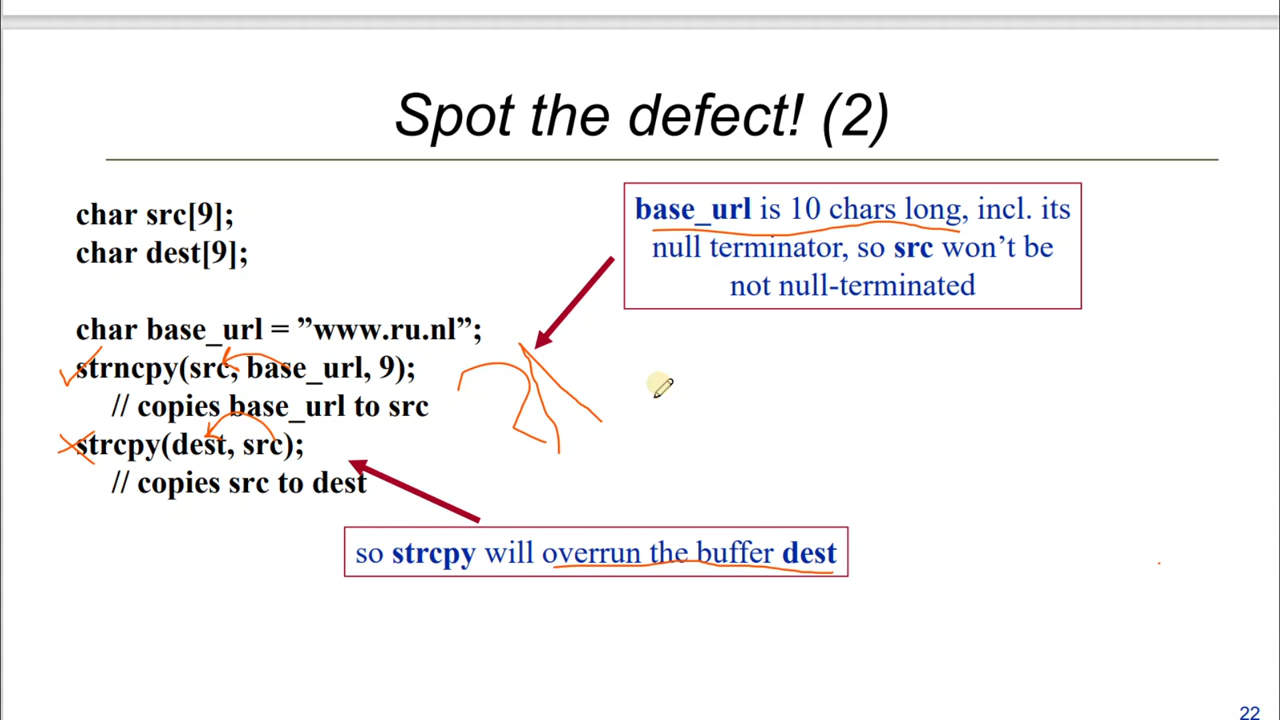 Spot the defect! (2)
char src[9];
char dest[9];
char base_url = ”www.ru.nl”;
strncpy(src, base_url, 9);
// copies base_url to src
strcpy(dest, src);
// copies src to dest
base_url is 10 chars long, incl. its
null terminator, so src won’t be
not null-terminated
so strcpy will overrun the buffer dest
22